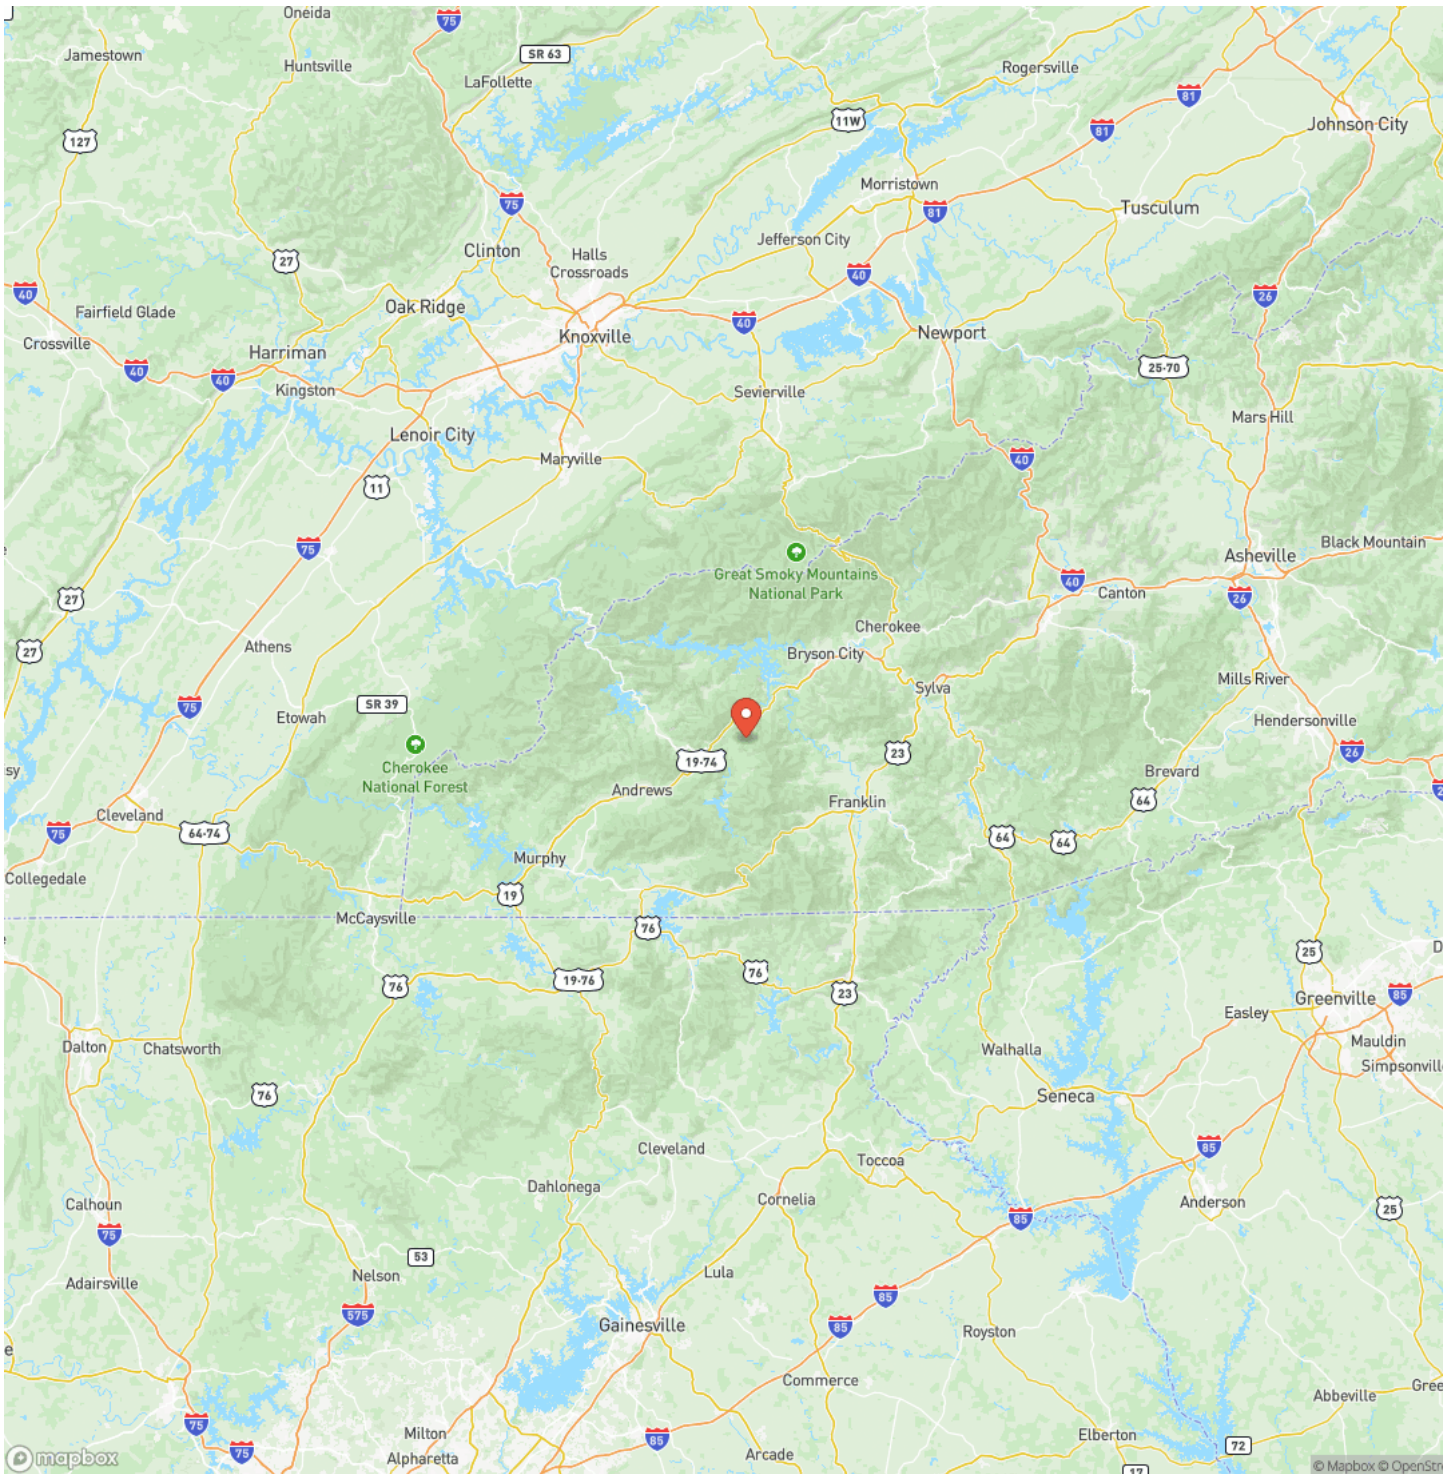 Oneida
75
Jamestown
SR 63
Huntsville
LaFollette
Rogersville
81
127
11W
81
Johnson City
Morristown
75
81
Tusculum
Clinton
Jefferson City
Halls
Crossroads
27
40
40
26
Fairfield Glade
Oak Ridge
40
Knoxville
Newport
Crossville
Harriman
40
40
25-70
Kingston
Sevierville
Mars Hill
Lenoir City
Maryville
40
11
75
Great Smoky Mountains
National Park
Asheville
Black Mountain
40
Canton
26
27
27
Cherokee
Athens
Bryson City
Sylva
Mills River
75
SR 39
Etowah
Hendersonville
23
26
19-74
Cherokee
National Forest
sy
Andrews
Brevard
64
Franklin
Cleveland
75
64-74
64
64
Murphy
Collegedale
19
McCaysville
76
25
D
76
19-76
76
23
85
Greenville
Easley
Dalton
Chatsworth
Walhalla
Mauldin
Simpsonvill
76
Seneca
Cleveland
85
Toccoa
Dahlonega
Cornelia
Anderson
Calhoun
75
85
25
53
Lula
Nelson
Adairsville
85
575
Gainesville
85
Royston
e
Commerce
Abbeville
Gree
75
Milton
85
Elberton
72
75
Alpharetta
Arcade
17
mapbox
© Mapbox © OpenStre